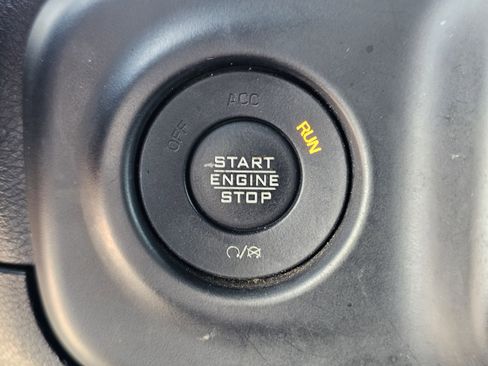 ACC
OFF
RUN
START
ENGINE
STOP